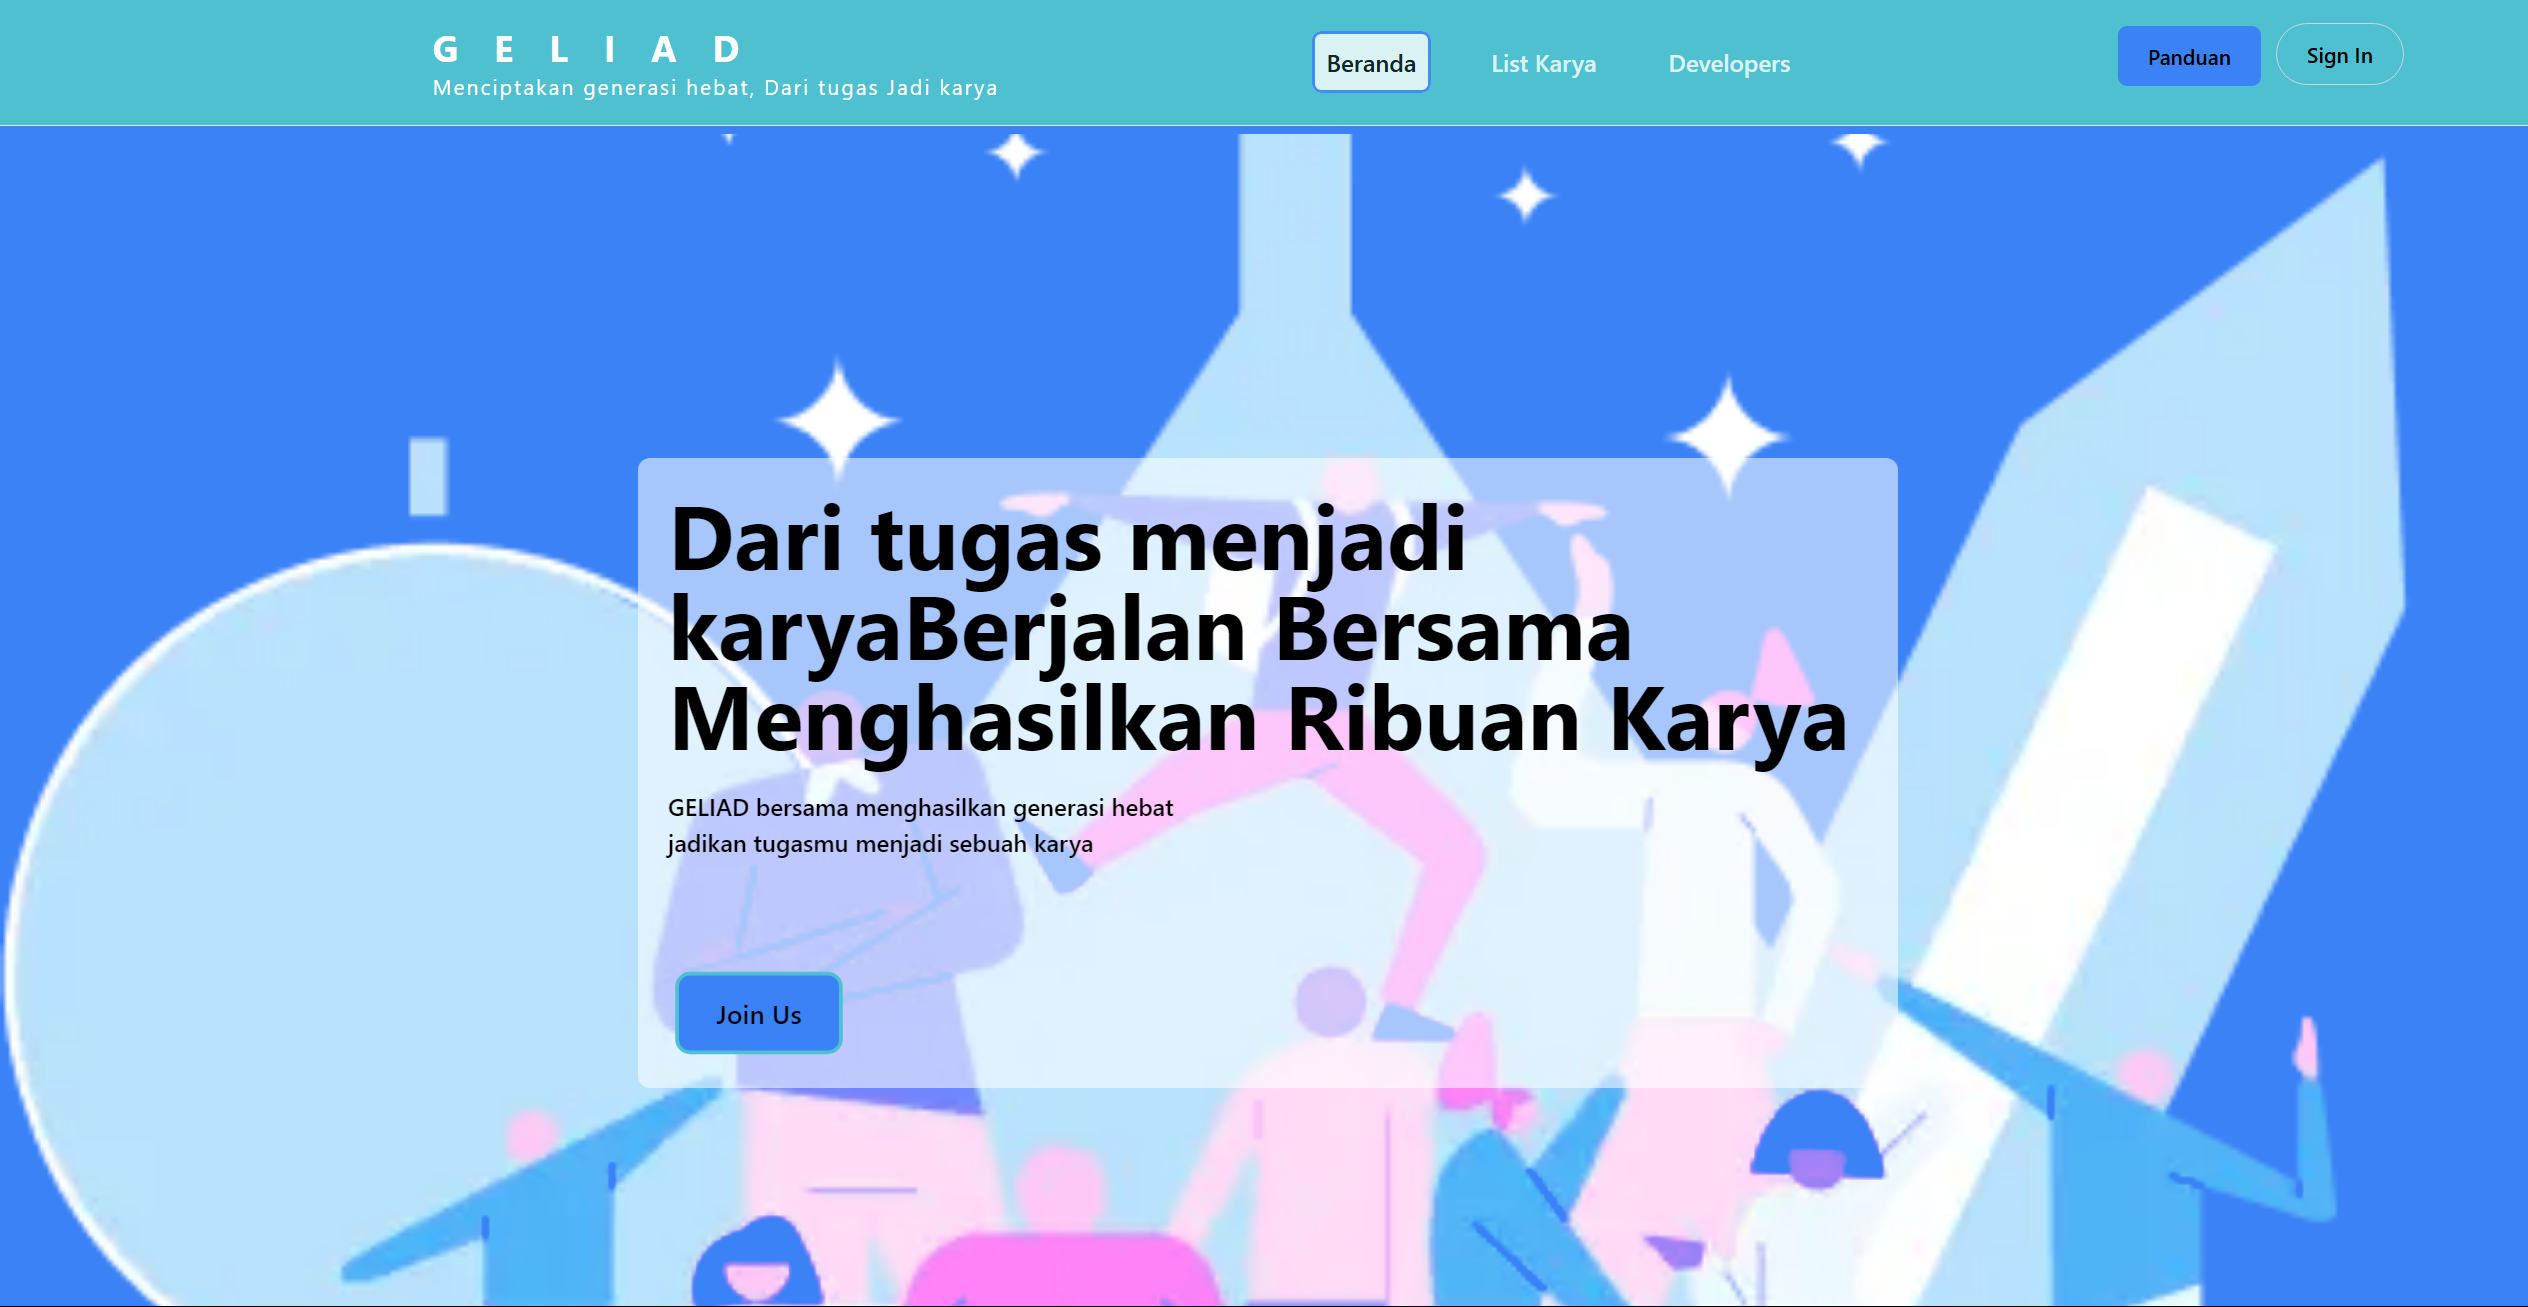 G E L I A D
Menciptakan generasi hebat, Dari tugas Jadi karya
Beranda
List Karya
Developers
Panduan
Sign In
Dari tugas menjadi
karyaBerjalan Bersama
Menghasilkan Ribuan Karya
GELIAD bersama menghasilkan generasi hebat
jadikan tugasmu menjadi sebuah karya
Join Us